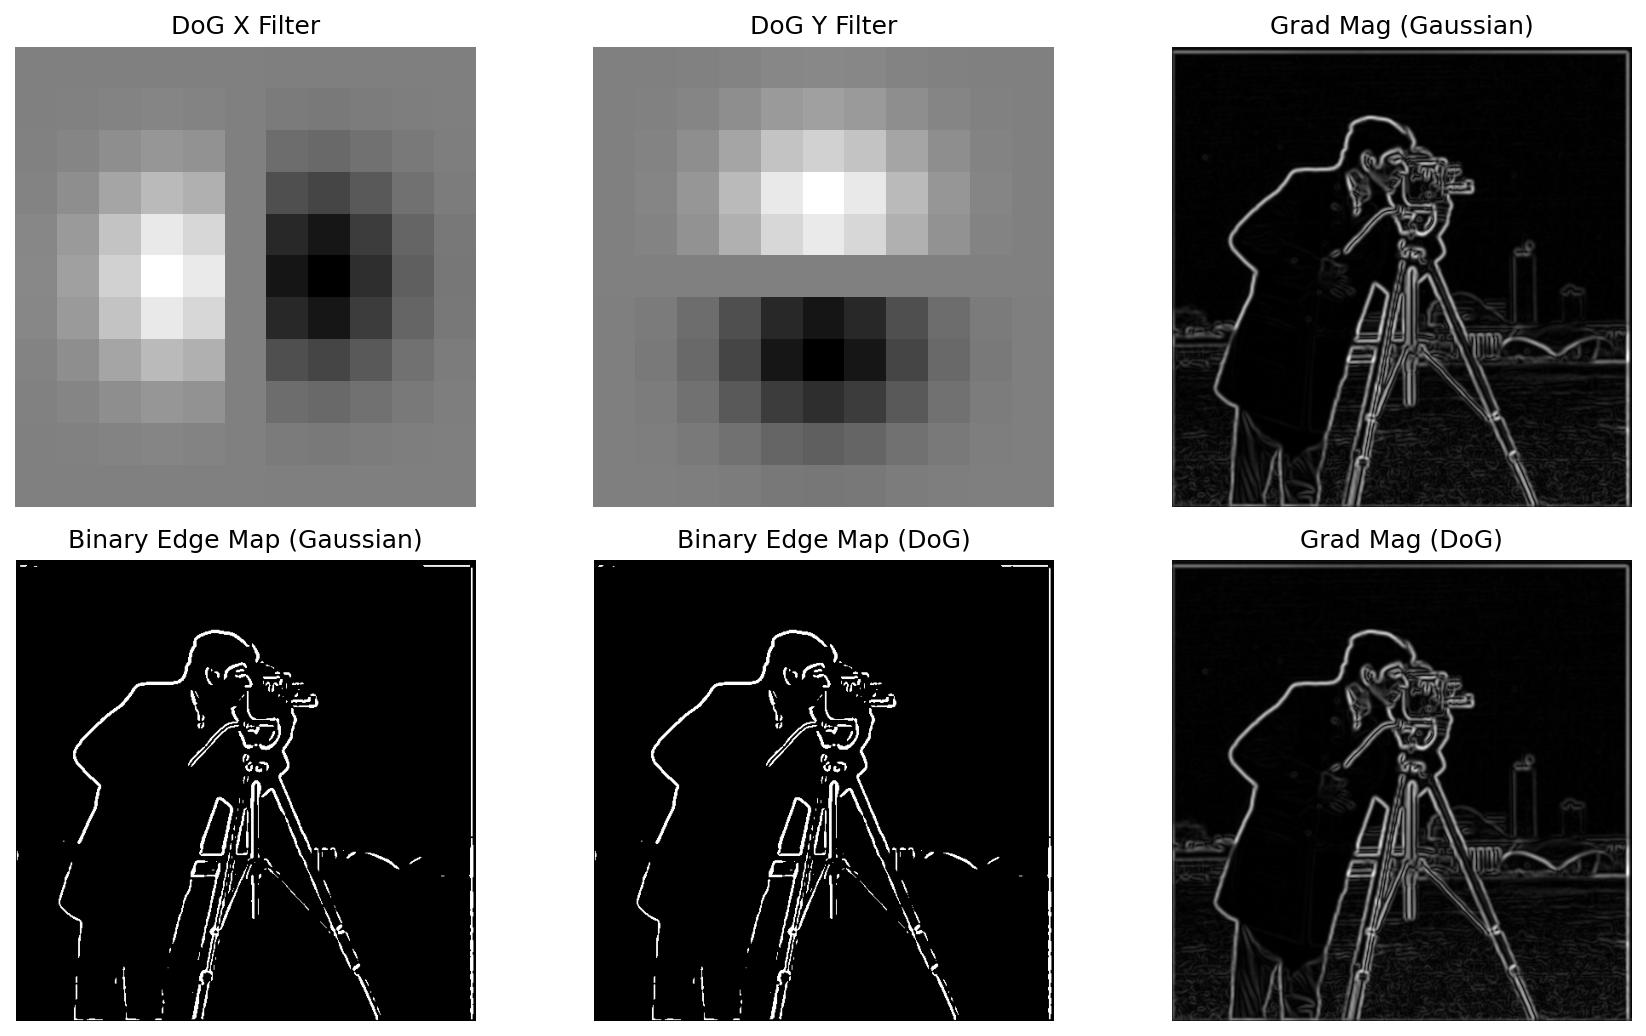 DoG X Filter
DoG Y Filter
Grad Mag (Gaussian)
Binary Edge Map (Gaussian)
Binary Edge Map (DoG)
Grad Mag (DoG)